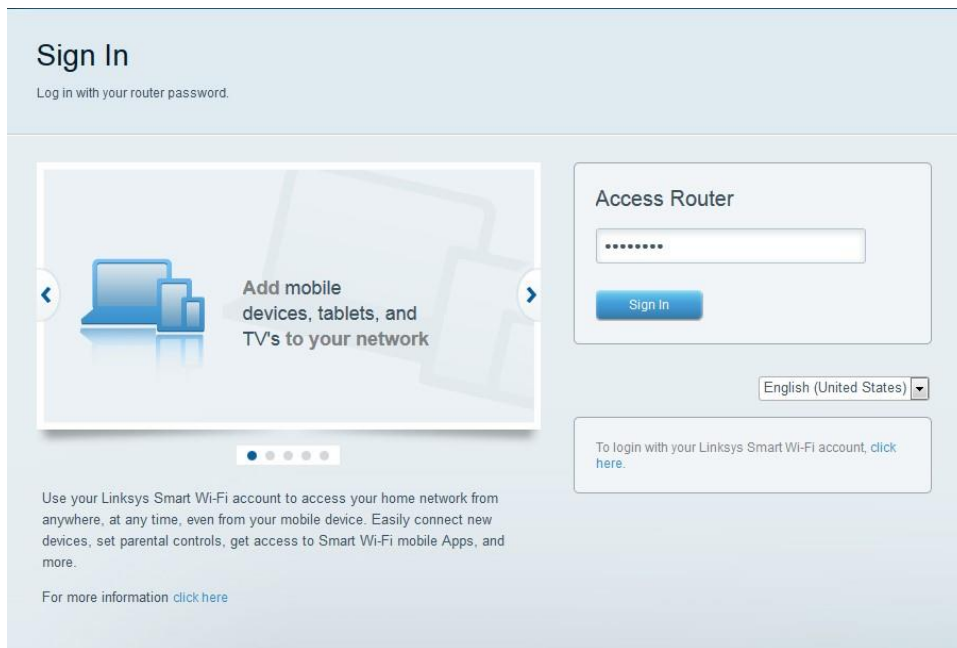 Sign In
Log in with your router password.
Add mobile
devices, tablets, and
TV's to your network
Use your Linksys Smart Wi-Fi account to access your home network from
anywhere, at any time, even from your mobile device. Easily connect new
devices, set parental controls, get access to Smart Wi-Fi mobile Apps, and
more.
For more information click here
Access Router
••••••••
Sign In
English (United States)
To login with your Linksys Smart Wi-Fi account, click
here.